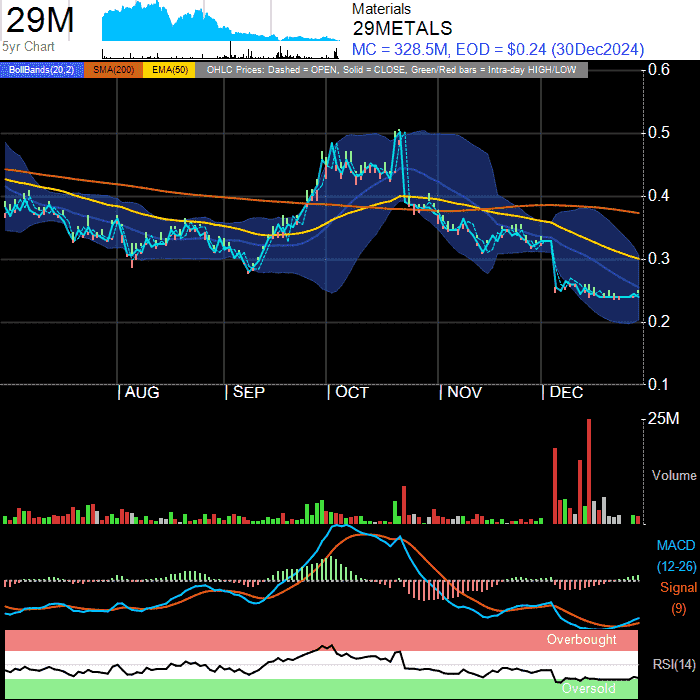 29M
5yr Chart
Materials
29METALS
MC = 328.5M, EOD = $0.24 (30Dec2024)
BollBands(20,2) SMA(200) EMA(50) OHLC Prices: Dashed = OPEN, Solid = CLOSE, Green/Red bars = Intra-day HIGH/LOW
0.6
0.5
0.4
0.3
0.2
0.1
AUG SEP OCT NOV DEC
25M
Volume
MACD
(12-26)
Signal
(9)
Overbought
RSI(14)
Oversold